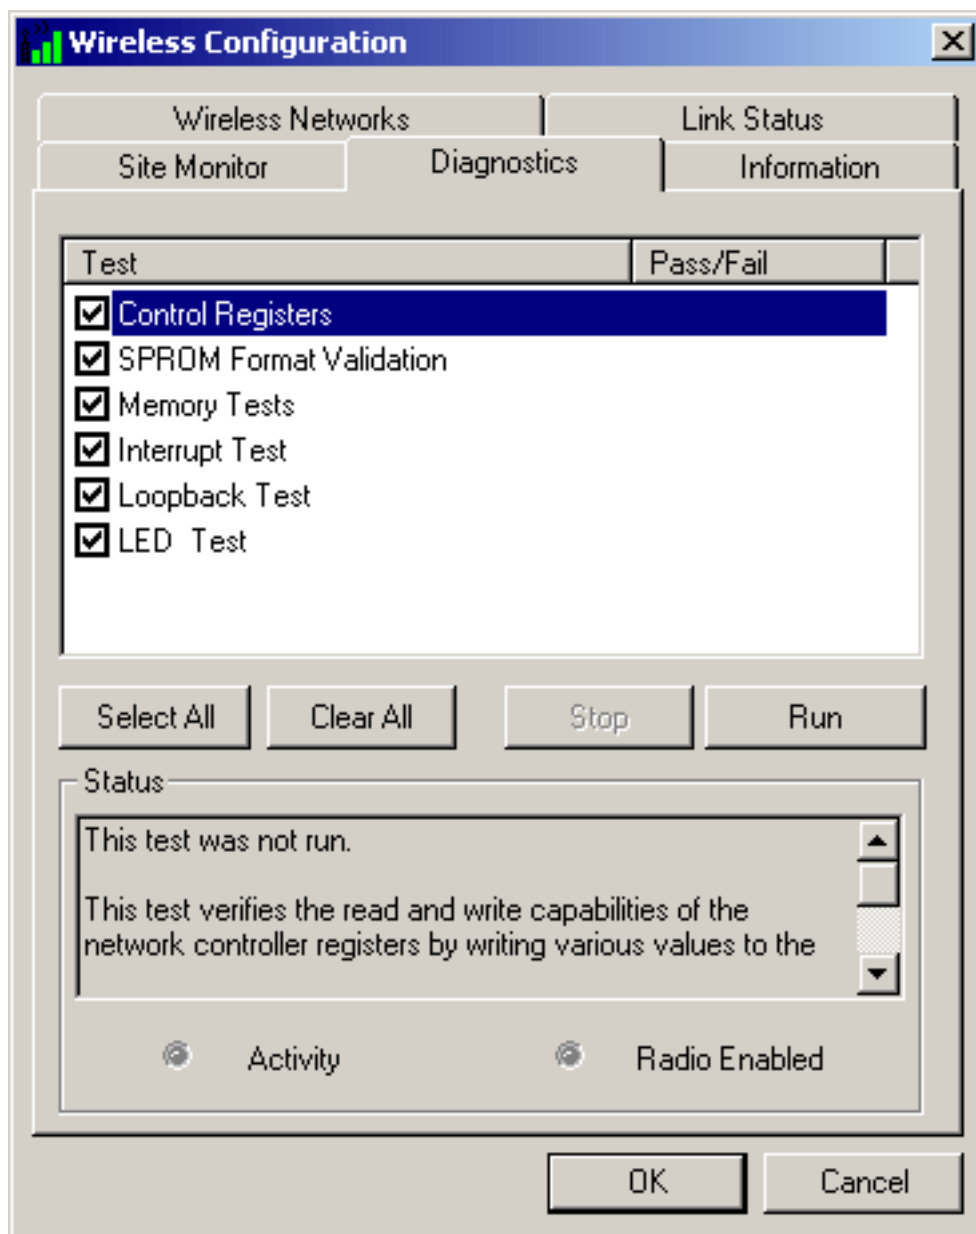 Wireless Configuration
Wireless Networks
Link Status
Site Monitor
Diagnostics
Information
Test
Pass/Fail
Control Registers
SPROM Format Validation
Memory Tests
Interrupt Test
Loopback Test
LED  Test
Select All
Clear All
Stop
Run
Status
This test was not run.
This test verifies the read and write capabilities of the
network controller registers by writing various values to the
Activity
Radio Enabled
OK
Cancel